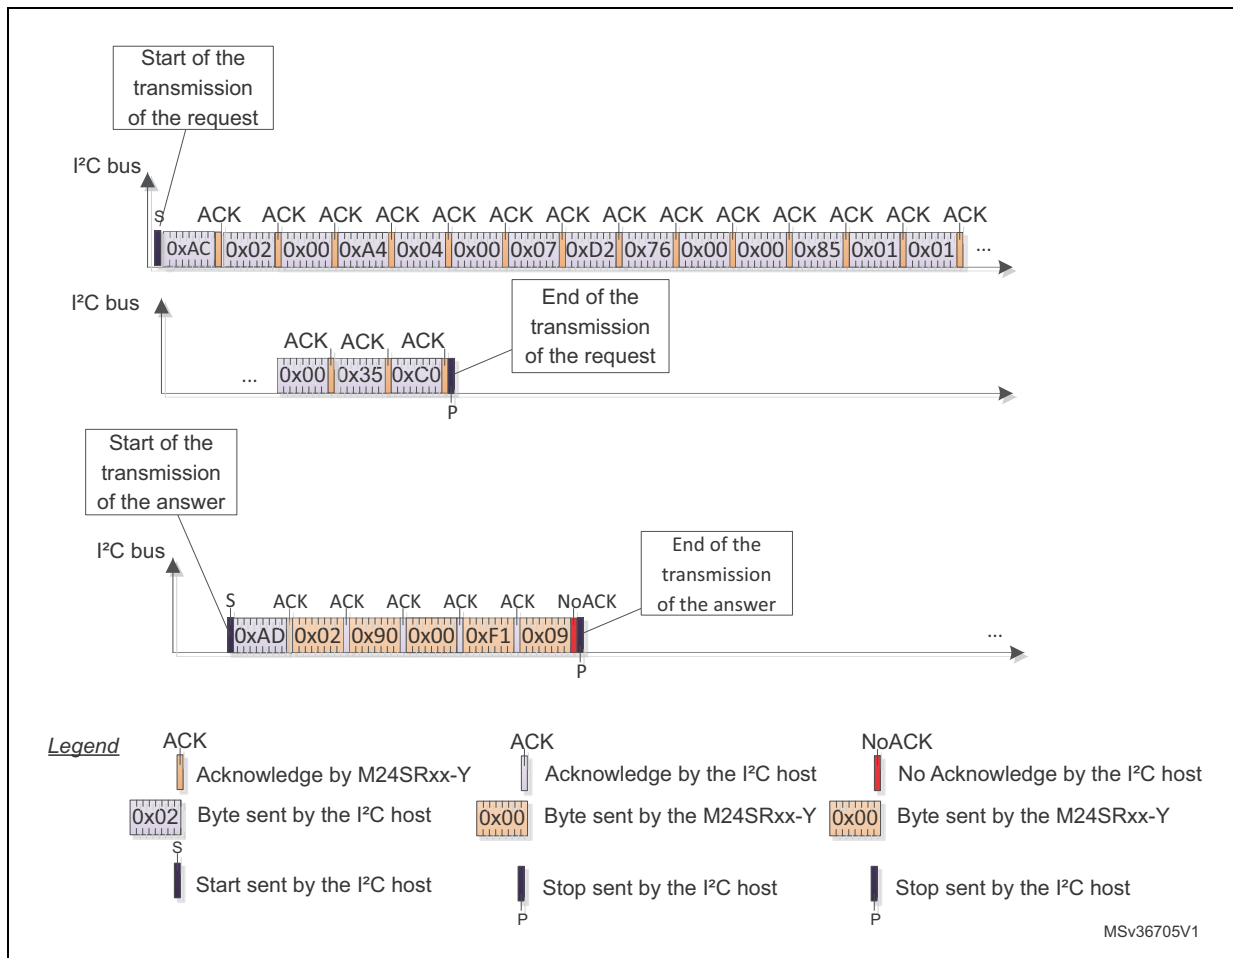 Start of the
transmission
of the request
I²C bus
S ACK ACK ACK ACK ACK ACK ACK ACK ACK ACK ACK ACK ACK ACK
0xAC 0x02 0x00 0xA4 0x04 0x00 0x07 0xD2 0x76 0x00 0x00 0x85 0x01 0x01 ...
I²C bus
End of the
transmission
of the request
ACK ACK ACK
... 0x00 0x35 0xC0
P
Start of the
transmission
of the answer
I²C bus
End of the
transmission
of the answer
S ACK ACK ACK ACK ACK NoACK
0xAD 0x02 0x90 0x00 0xF1 0x09 ...
P
Legend
ACK ACK NoACK
Acknowledge by M24SRxx-Y Acknowledge by the I²C host No Acknowledge by the I²C host
0x02 Byte sent by the I²C host 0x00 Byte sent by the M24SRxx-Y 0x00 Byte sent by the M24SRxx-Y
S
Start sent by the I²C host Stop sent by the I²C host Stop sent by the I²C host
P P
MSv36705V1